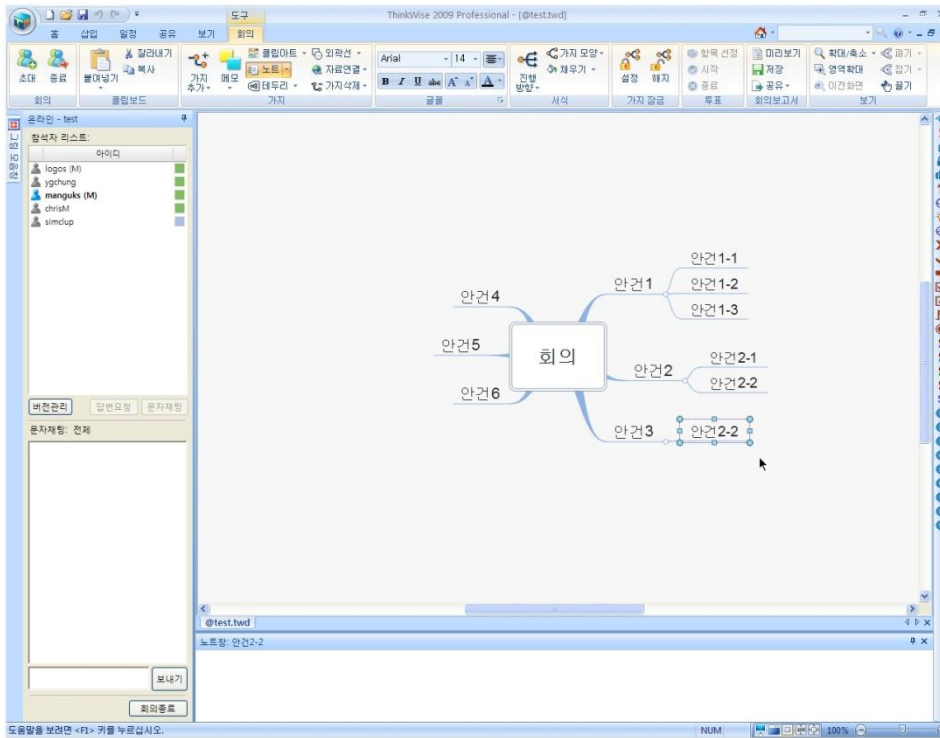 도구
ThinkWise 2009 Professional - [@test.twd]
홈 삽입 일정 공유 보기 회의
초대 종료
회의
붙여넣기 잘라내기 복사
클립보드
가지추가 메모 클립아트 노트 테두리 외곽선 자료연결 가지삭제
가지
Arial 14
B I U abc A A A
글꼴
진행방향 가지 모양 채우기
서식
설정 해지
가지 잠금
항목 선정 시작 종료
투표
미리보기 저장 공유
회의보고서
확대/축소 영역확대 이전화면 펴기 접기 끌기
보기
온라인 - test
참석자 리스트:
아이디
logos (M)
ygchung
manguks (M)
chrisM
simclup
버전관리 답변요청 문자채팅
문자채팅: 전체
보내기
회의종료
회의
안건1
안건1-1
안건1-2
안건1-3
안건2
안건2-1
안건2-2
안건3
안건2-2
안건4
안건5
안건6
@test.twd
노트창: 안건2-2
도움말을 보려면 <F1> 키를 누르십시오.
NUM
100%